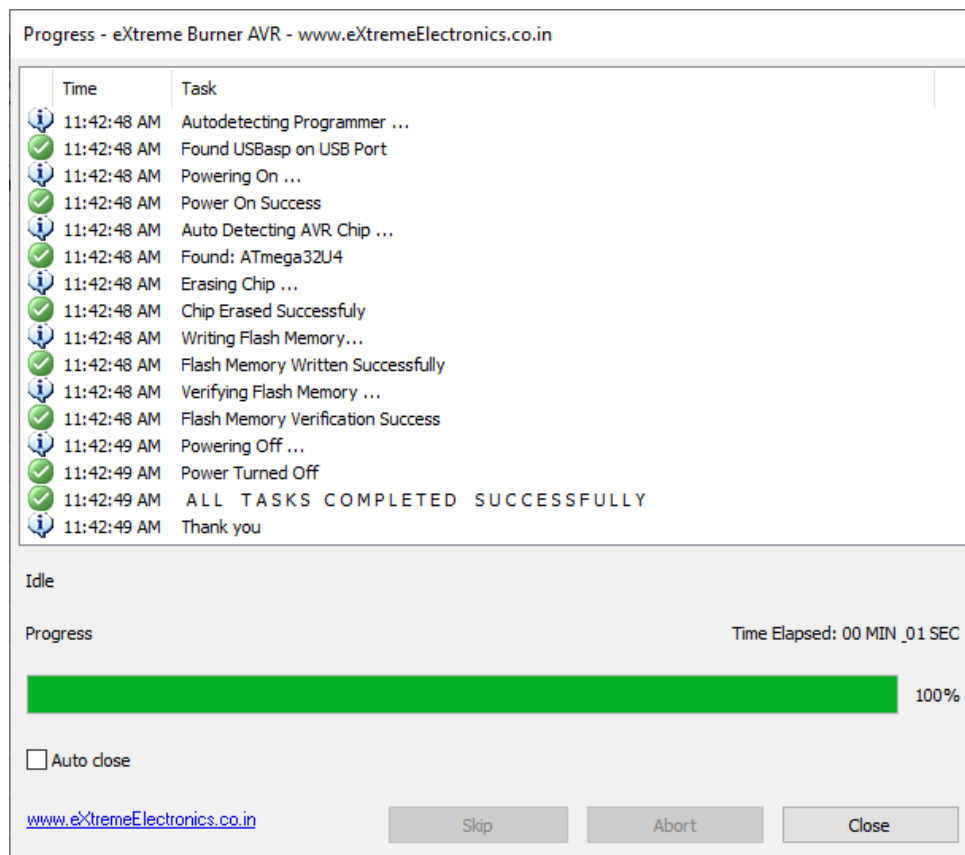 Progress - eXtreme Burner AVR - www.eXtremeElectronics.co.in
Time Task
11:42:48 AM Autodetecting Programmer ...
11:42:48 AM Found USBasp on USB Port
11:42:48 AM Powering On ...
11:42:48 AM Power On Success
11:42:48 AM Auto Detecting AVR Chip ...
11:42:48 AM Found: ATmega32U4
11:42:48 AM Erasing Chip ...
11:42:48 AM Chip Erased Successfuly
11:42:48 AM Writing Flash Memory...
11:42:48 AM Flash Memory Written Successfully
11:42:48 AM Verifying Flash Memory ...
11:42:48 AM Flash Memory Verification Success
11:42:49 AM Powering Off ...
11:42:49 AM Power Turned Off
11:42:49 AM A L L T A S K S C O M P L E T E D S U C C E S S F U L L Y
11:42:49 AM Thank you
Idle
Progress Time Elapsed: 00 MIN _01 SEC
100%
Auto close
www.eXtremeElectronics.co.in Skip Abort Close